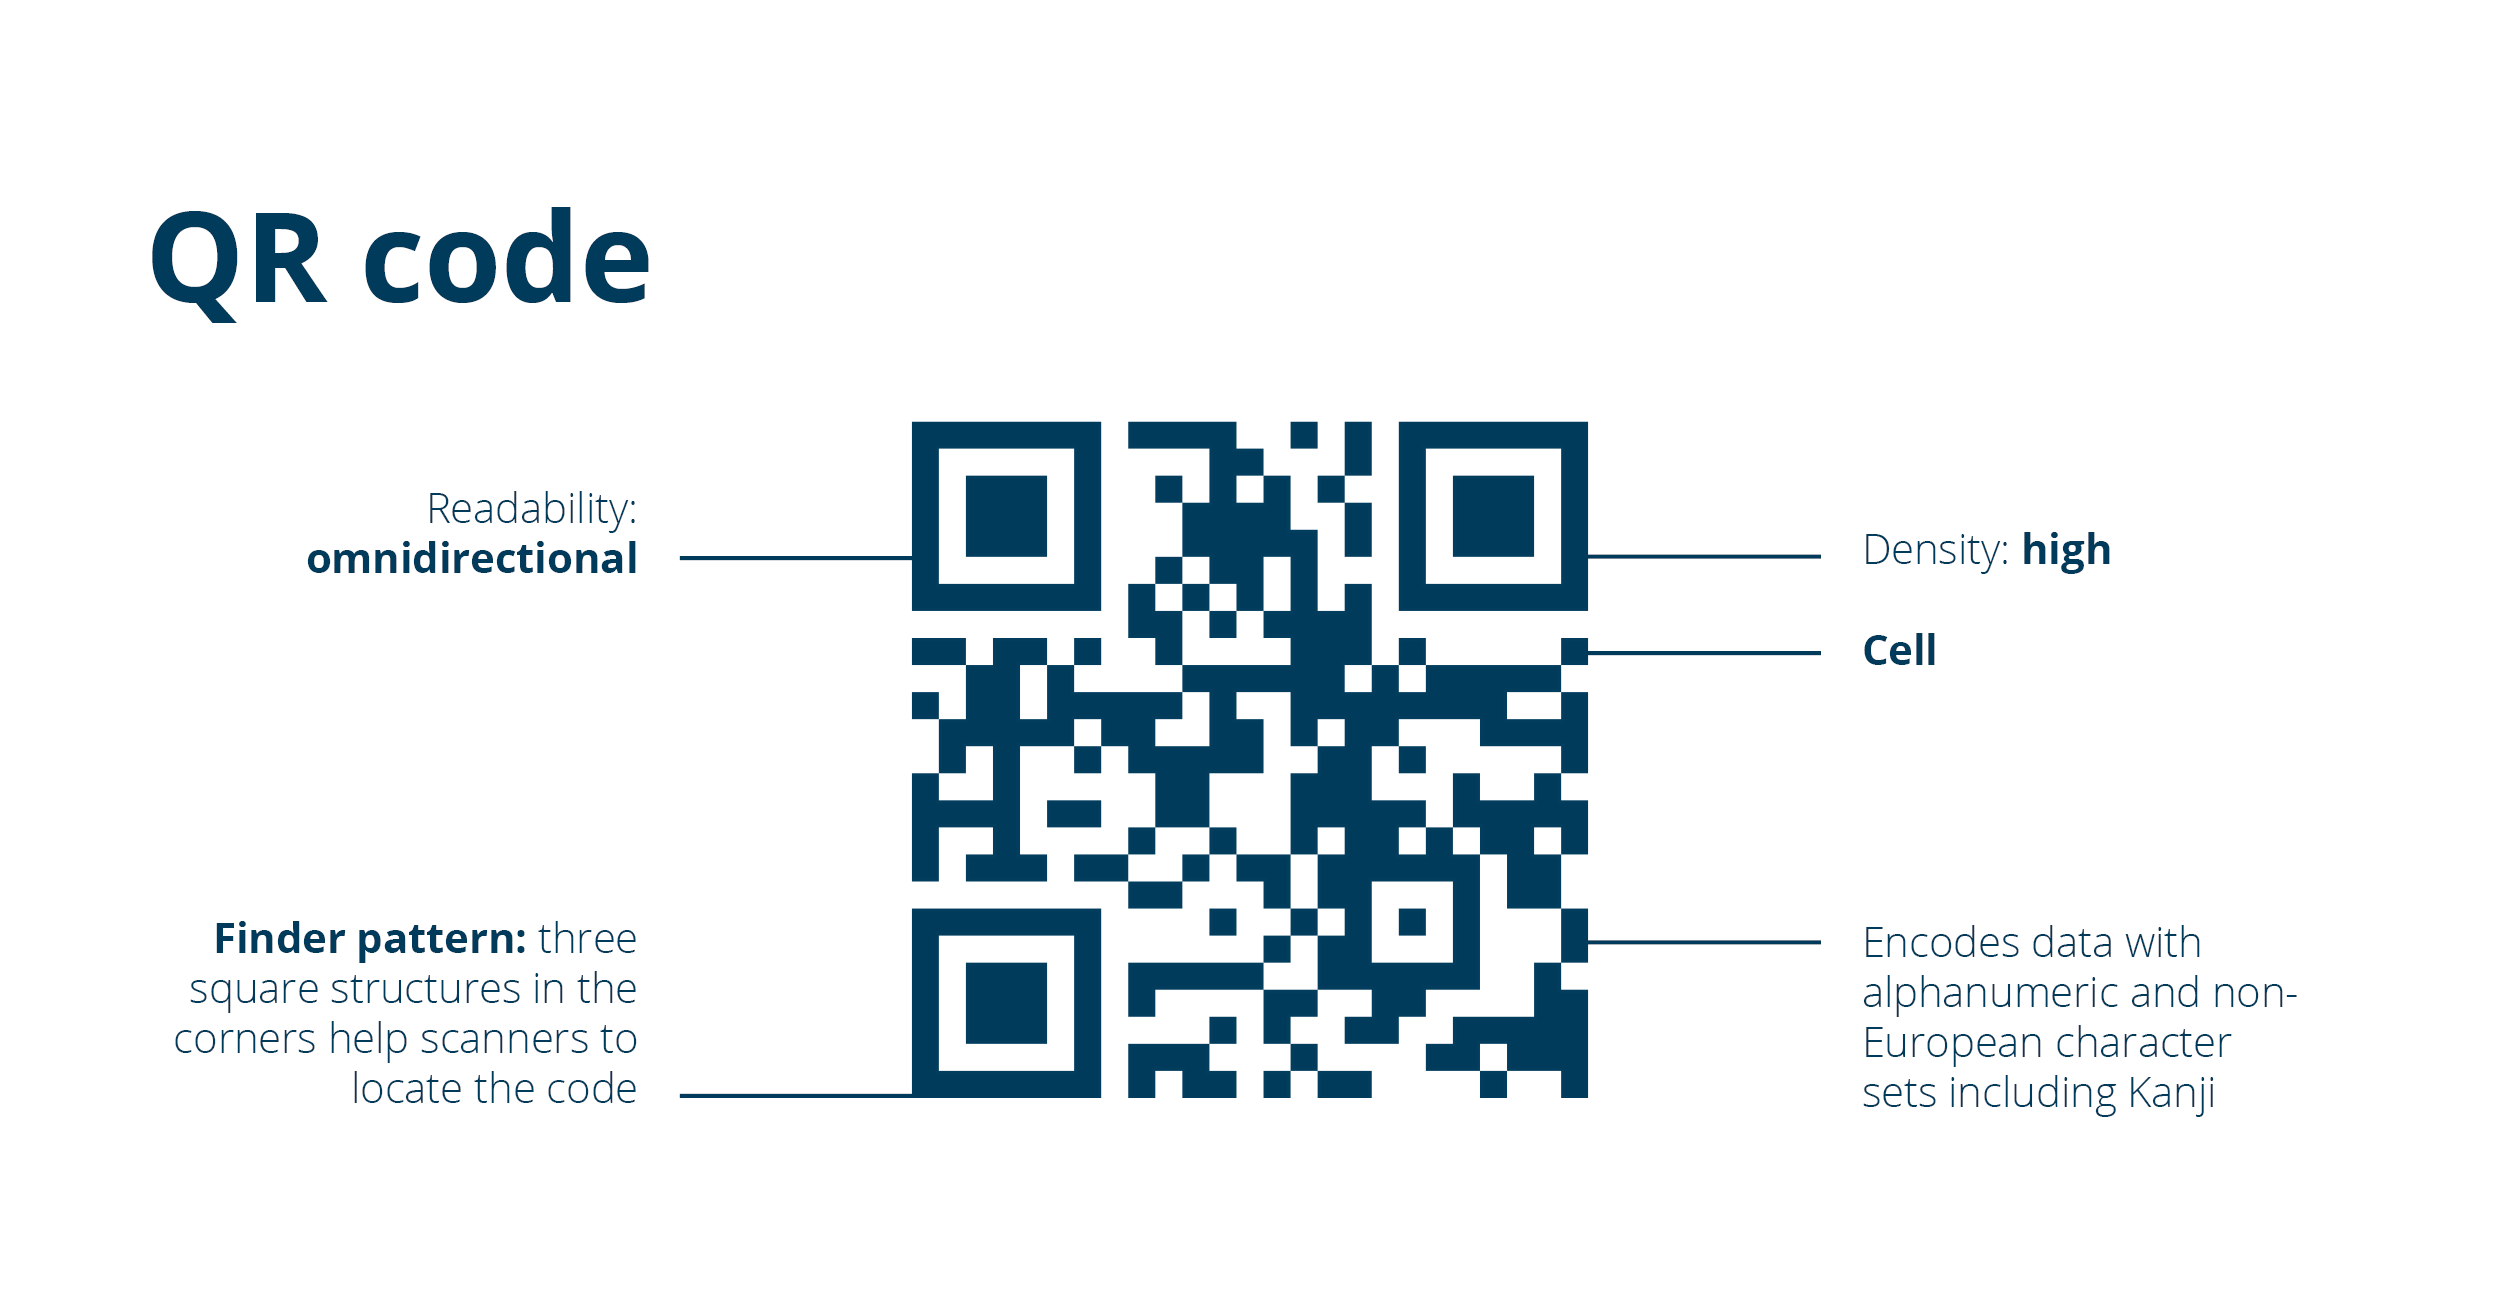 QR code
Readability:
omnidirectional
Finder pattern: three
square structures in the
corners help scanners to
locate the code
Density: high
Cell
Encodes data with
alphanumeric and non-
European character
sets including Kanji